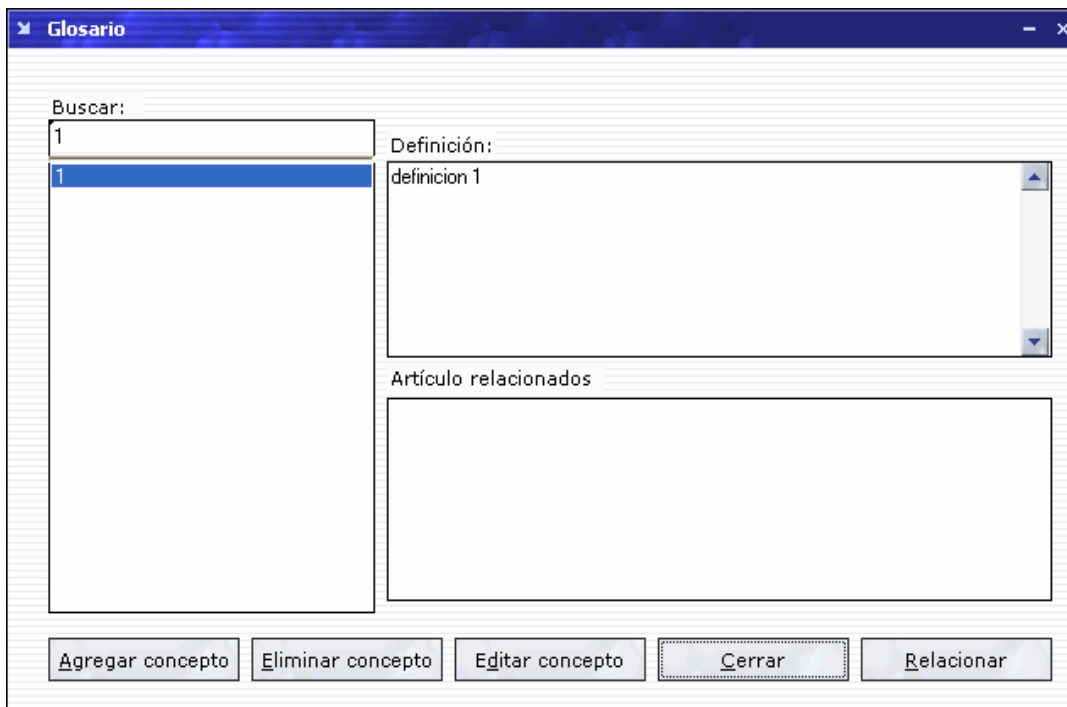 Glosario
Buscar:
1
1
Definición:
definicion 1
Artículo relacionados
Agregar concepto
Eliminar concepto
Editar concepto
Cerrar
Relacionar